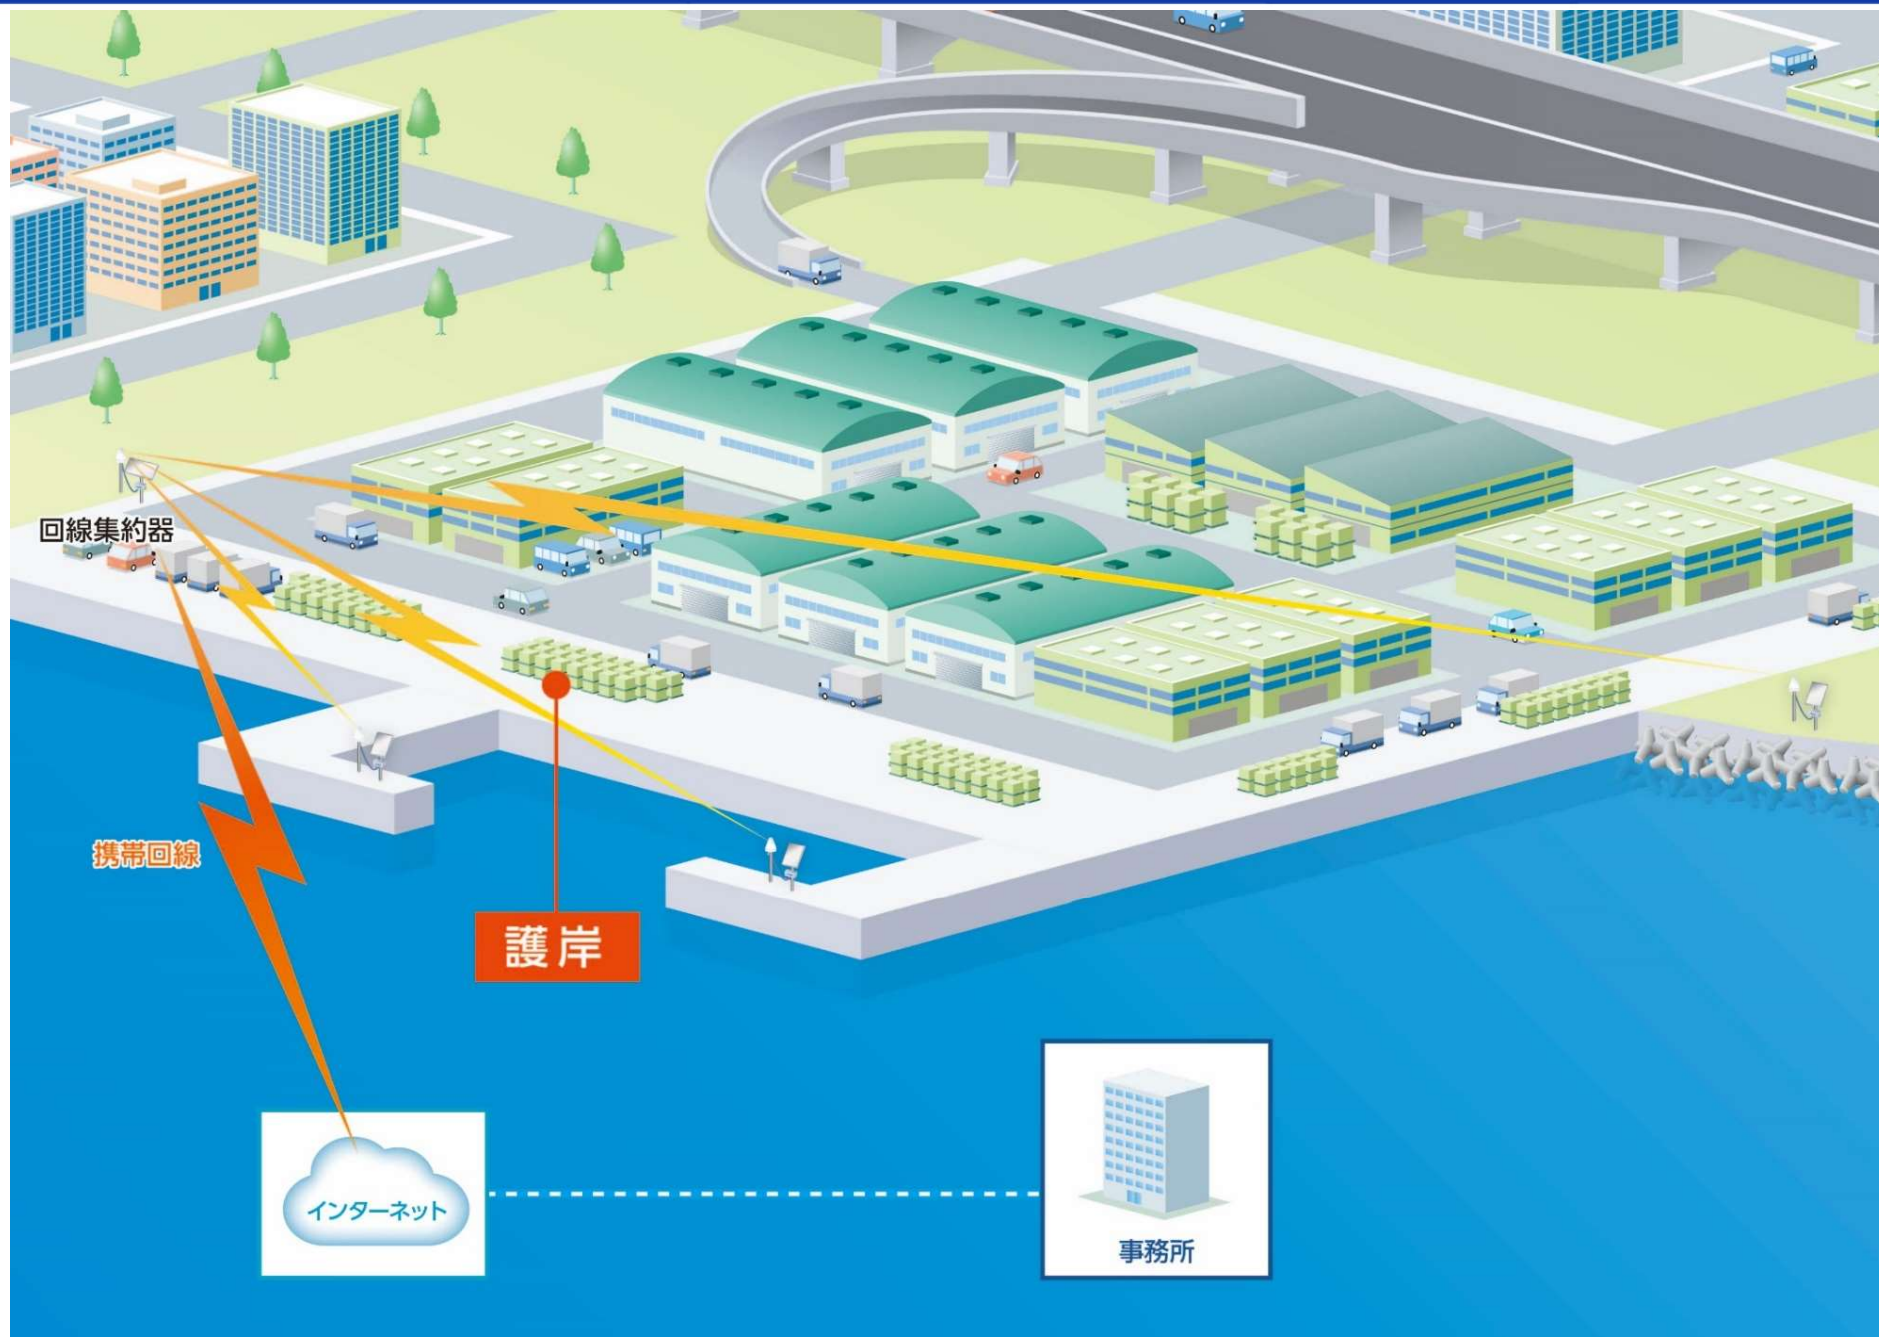 回線集約器
携帯回線
護岸
インターネット
事務所